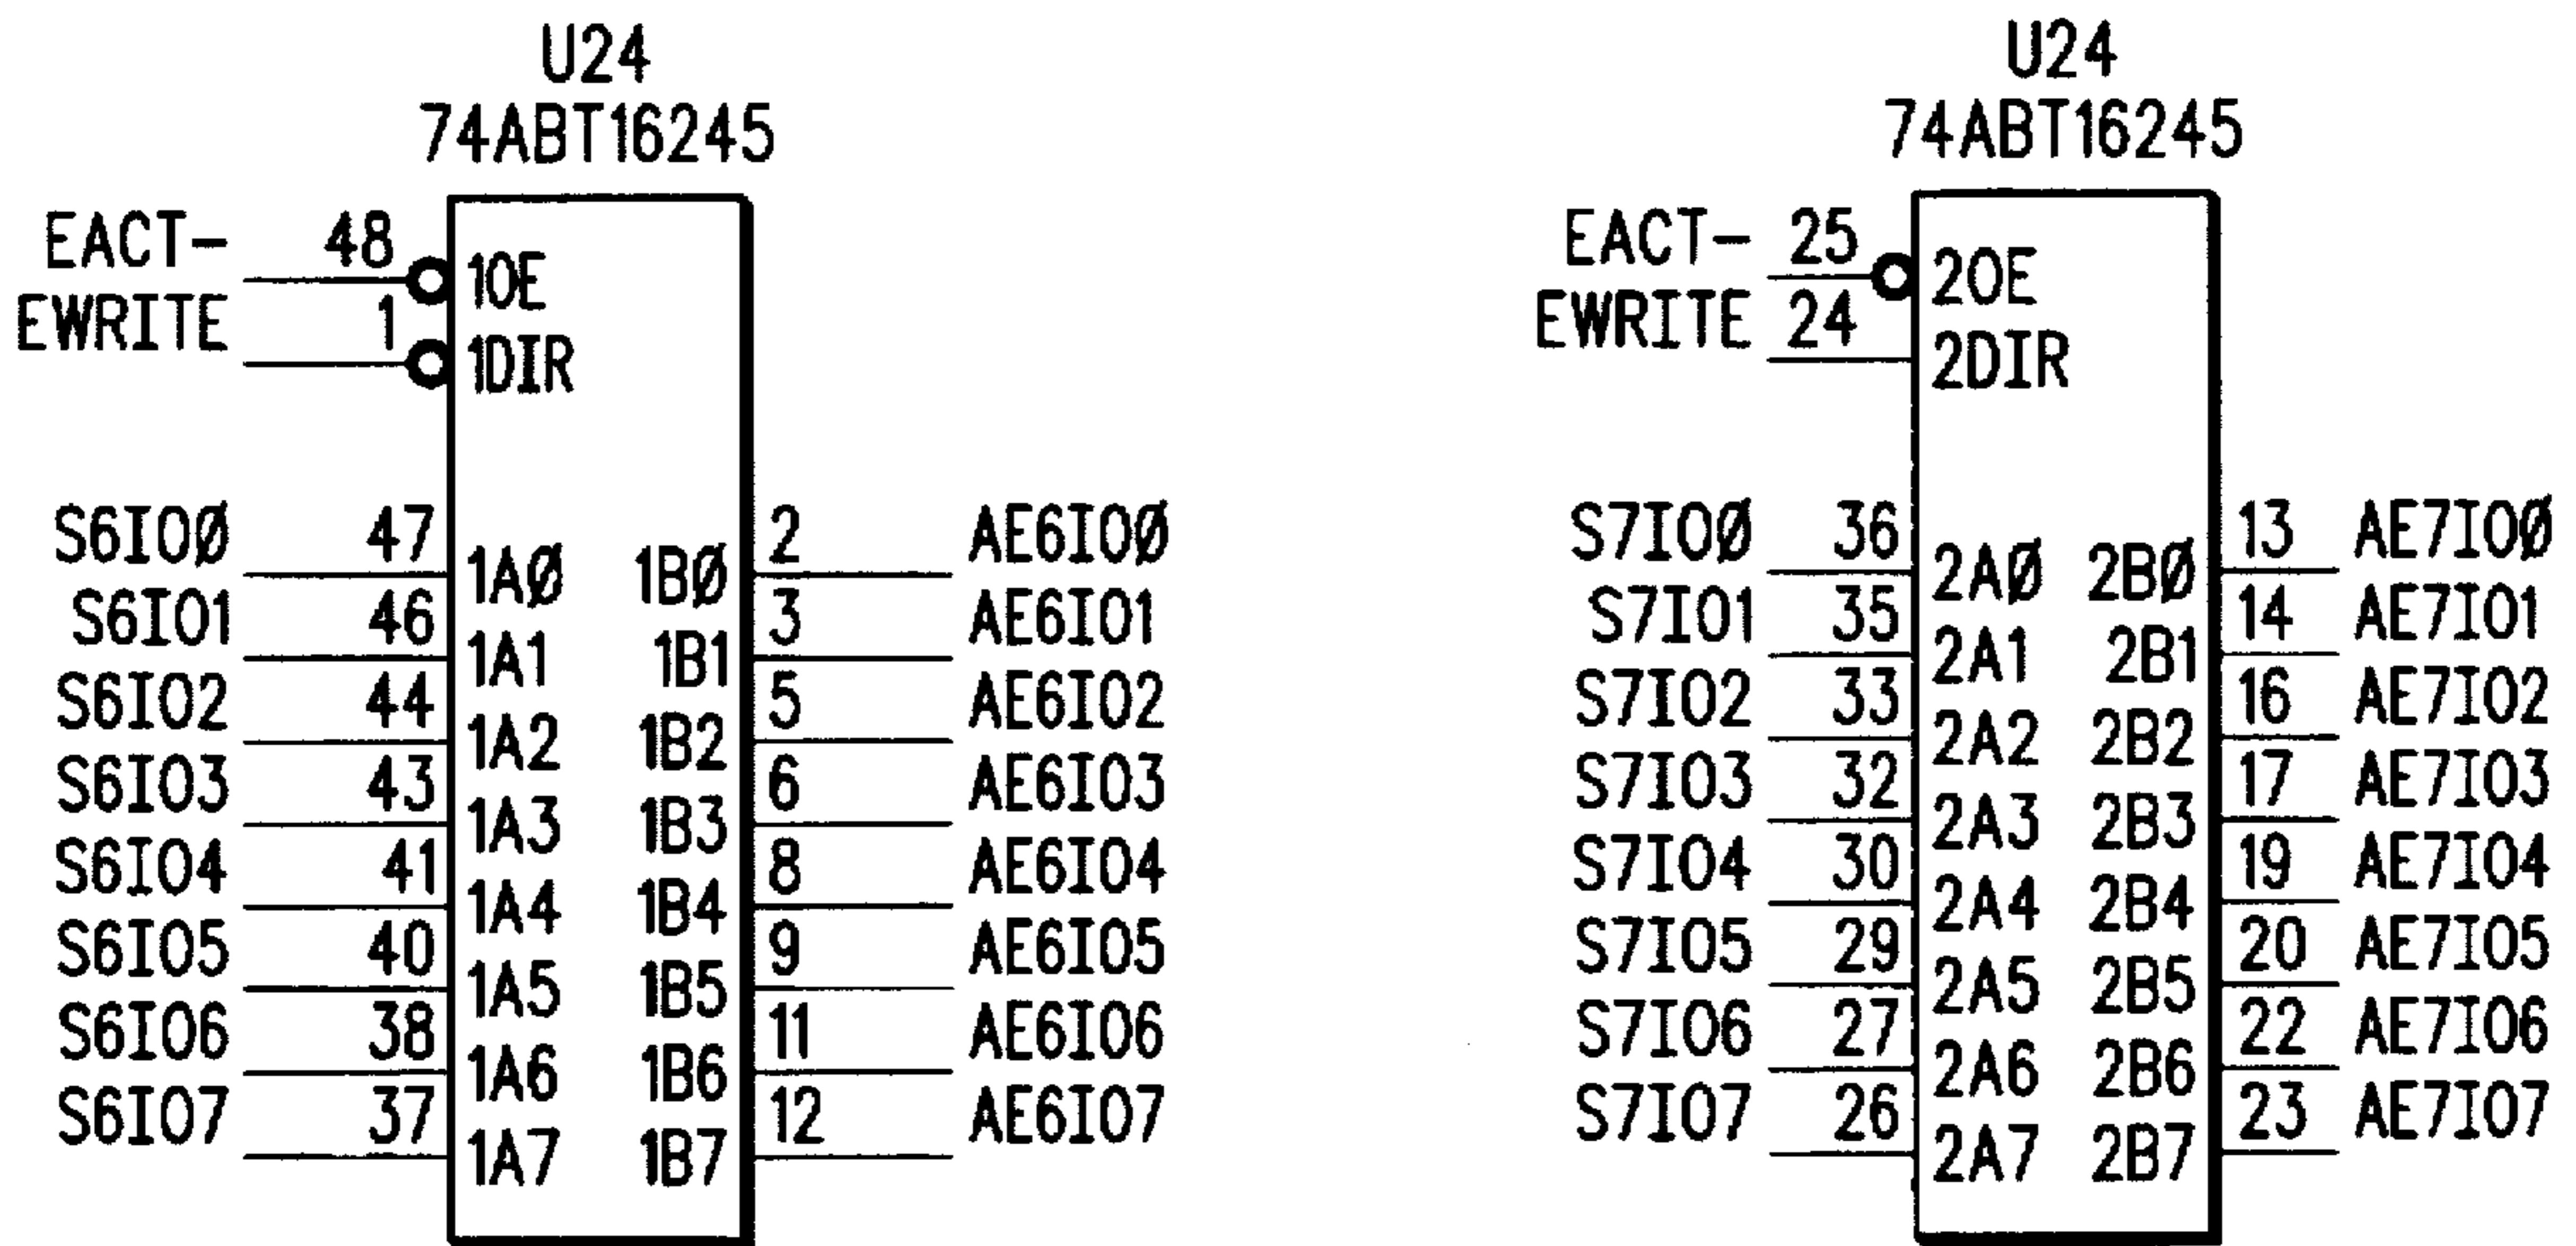 U24
74ABT16245
EACT- 48 1OE
EWRITE 1 1DIR
S6IOØ 47 1AØ 1BØ 2 AE6IOØ
S6IO1 46 1A1 1B1 3 AE6IO1
S6IO2 44 1A2 1B2 5 AE6IO2
S6IO3 43 1A3 1B3 6 AE6IO3
S6IO4 41 1A4 1B4 8 AE6IO4
S6IO5 40 1A5 1B5 9 AE6IO5
S6IO6 38 1A6 1B6 11 AE6IO6
S6IO7 37 1A7 1B7 12 AE6IO7
U24
74ABT16245
EACT- 25 2OE
EWRITE 24 2DIR
S7IOØ 36 2AØ 2BØ 13 AE7IOØ
S7IO1 35 2A1 2B1 14 AE7IO1
S7IO2 33 2A2 2B2 16 AE7IO2
S7IO3 32 2A3 2B3 17 AE7IO3
S7IO4 30 2A4 2B4 19 AE7IO4
S7IO5 29 2A5 2B5 20 AE7IO5
S7IO6 27 2A6 2B6 22 AE7IO6
S7IO7 26 2A7 2B7 23 AE7IO7